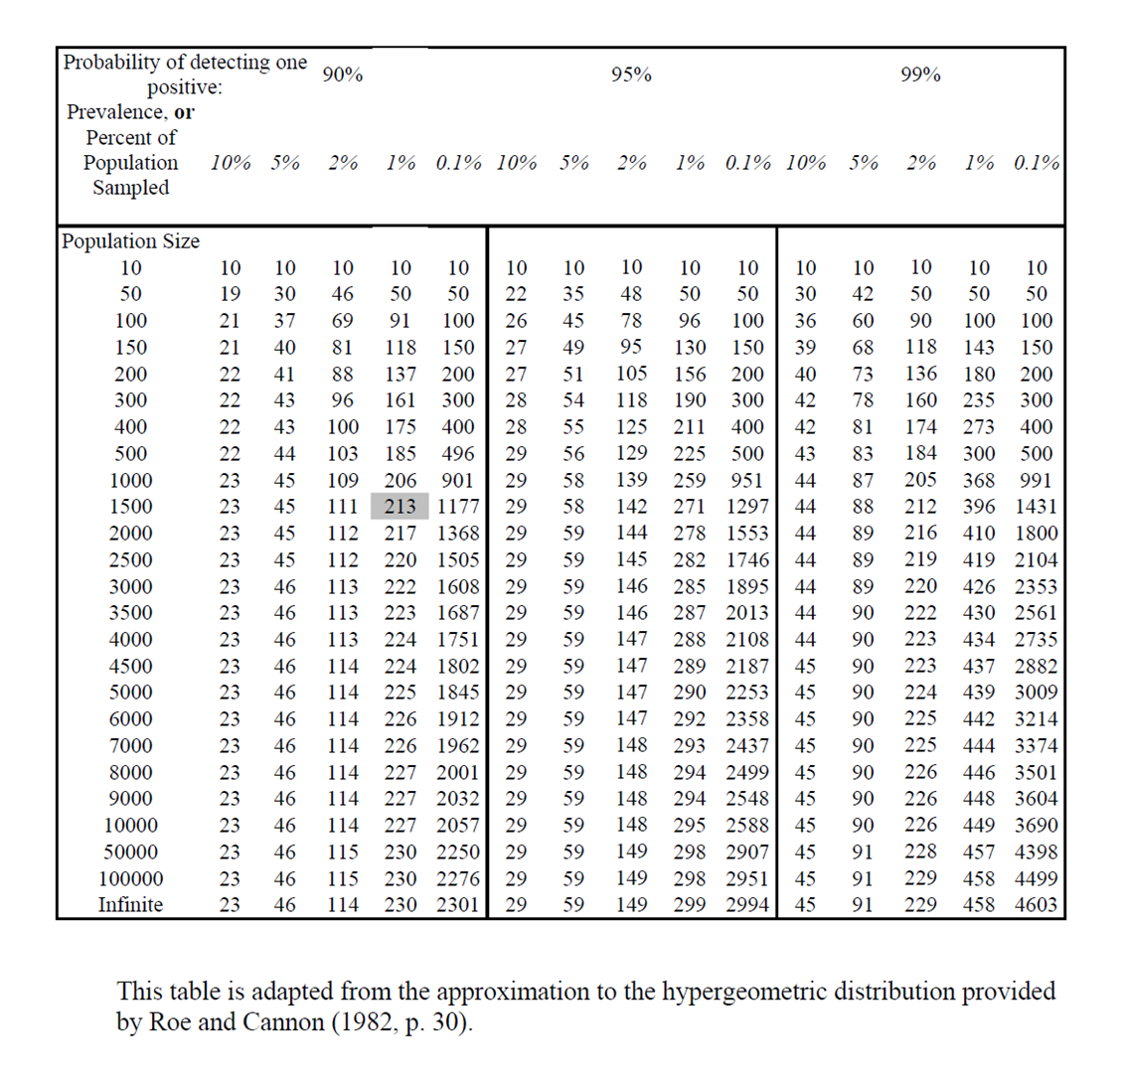 Probability of detecting one positive: 90% 95% 99%
Prevalence, or
Percent of
Population 10% 5% 2% 1% 0.1% 10% 5% 2% 1% 0.1% 10% 5% 2% 1% 0.1%
Sampled
Population Size
10 10 10 10 10 10 10 10 10 10 10 10 10 10 10 10
50 19 30 46 50 50 22 35 48 50 50 30 42 50 50 50
100 21 37 69 91 100 26 45 78 96 100 36 60 90 100 100
150 21 40 81 118 150 27 49 95 130 150 39 68 118 143 150
200 22 41 88 137 200 27 51 105 156 200 40 73 136 180 200
300 22 43 96 161 300 28 54 118 190 300 42 78 160 235 300
400 22 43 100 175 400 28 55 125 211 400 42 81 174 273 400
500 22 44 103 185 496 29 56 129 225 500 43 83 184 300 500
1000 23 45 109 206 901 29 58 139 259 951 44 87 205 368 991
1500 23 45 111 213 1177 29 58 142 271 1297 44 88 212 396 1431
2000 23 45 112 217 1368 29 59 144 278 1553 44 89 216 410 1800
2500 23 45 112 220 1505 29 59 145 282 1746 44 89 219 419 2104
3000 23 46 113 222 1608 29 59 146 285 1895 44 89 220 426 2353
3500 23 46 113 223 1687 29 59 146 287 2013 44 90 222 430 2561
4000 23 46 113 224 1751 29 59 147 288 2108 44 90 223 434 2735
4500 23 46 114 224 1802 29 59 147 289 2187 45 90 223 437 2882
5000 23 46 114 225 1845 29 59 147 290 2253 45 90 224 439 3009
6000 23 46 114 226 1912 29 59 147 292 2358 45 90 225 442 3214
7000 23 46 114 226 1962 29 59 148 293 2437 45 90 225 444 3374
8000 23 46 114 227 2001 29 59 148 294 2499 45 90 226 446 3501
9000 23 46 114 227 2032 29 59 148 294 2548 45 90 226 448 3604
10000 23 46 114 227 2057 29 59 148 295 2588 45 90 226 449 3690
50000 23 46 115 230 2250 29 59 149 298 2907 45 91 228 457 4398
100000 23 46 115 230 2276 29 59 149 298 2951 45 91 229 458 4499
Infinite 23 46 114 230 2301 29 59 149 299 2994 45 91 229 458 4603
This table is adapted from the approximation to the hypergeometric distribution provided
by Roe and Cannon (1982, p. 30).